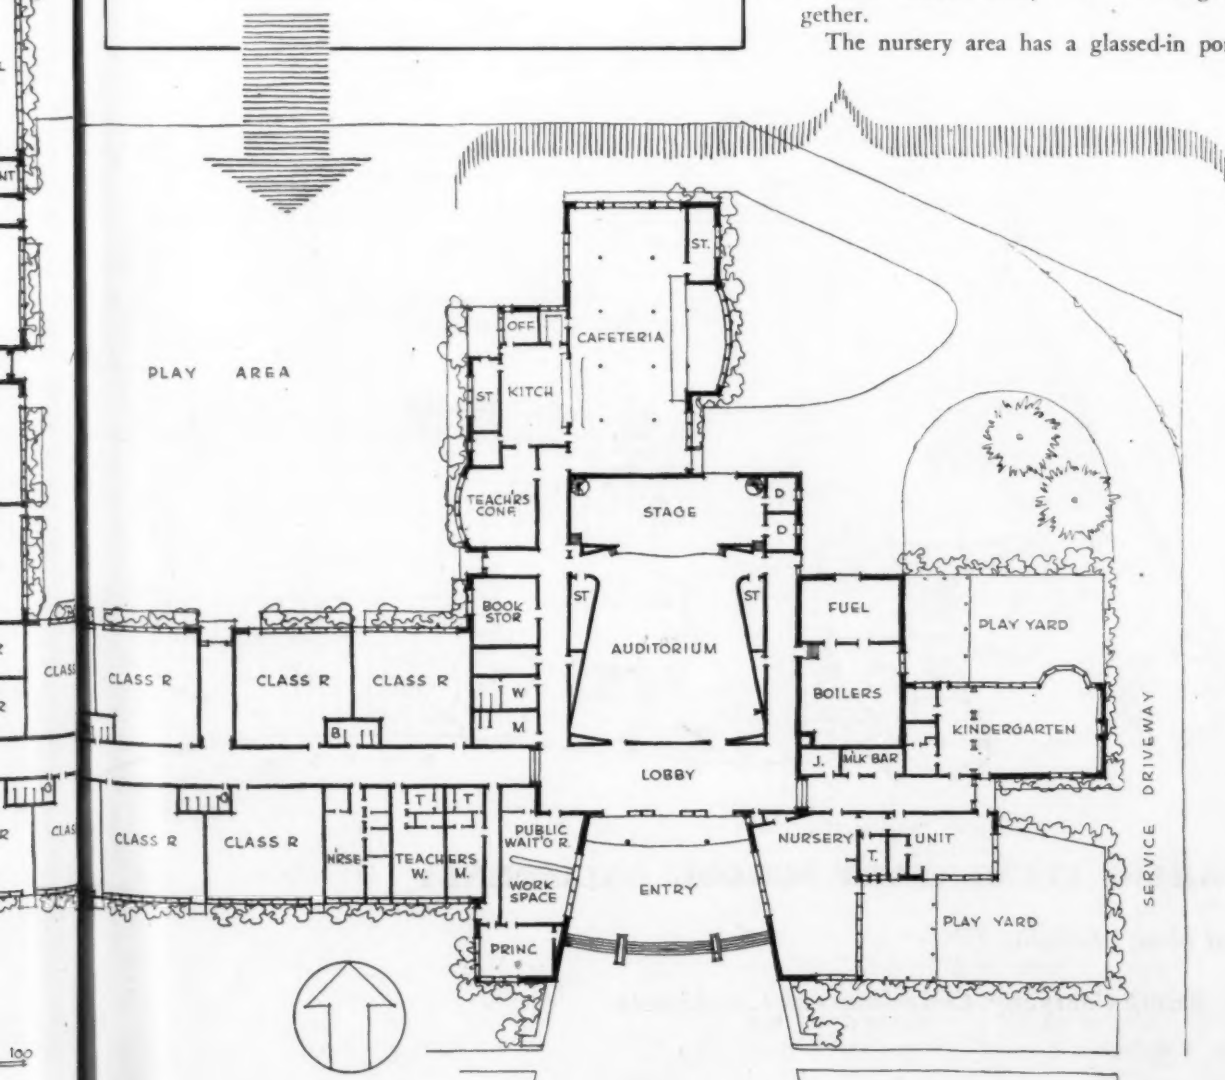 gether.
The nursery area has a glassed-in
NT
ST.
OFF
CAFETERIA
PLAY AREA
ST
KITCH
TEACH'RS
CONF.
STAGE
D
D
BOOK
STOR
ST
ST
FUEL
PLAY YARD
AUDITORIUM
CLASS R
CLASS R
CLASS R
W
M
BOILERS
KINDERGARTEN
B
LOBBY
J.
MLK BAR
SERVICE DRIVEWAY
CLASS R
CLASS R
NRSE
T
T
TEACHERS
W. M.
PUBLIC
WAIT'G R.
WORK
SPACE
ENTRY
NURSERY UNIT
T.
PLAY YARD
PRINC
100